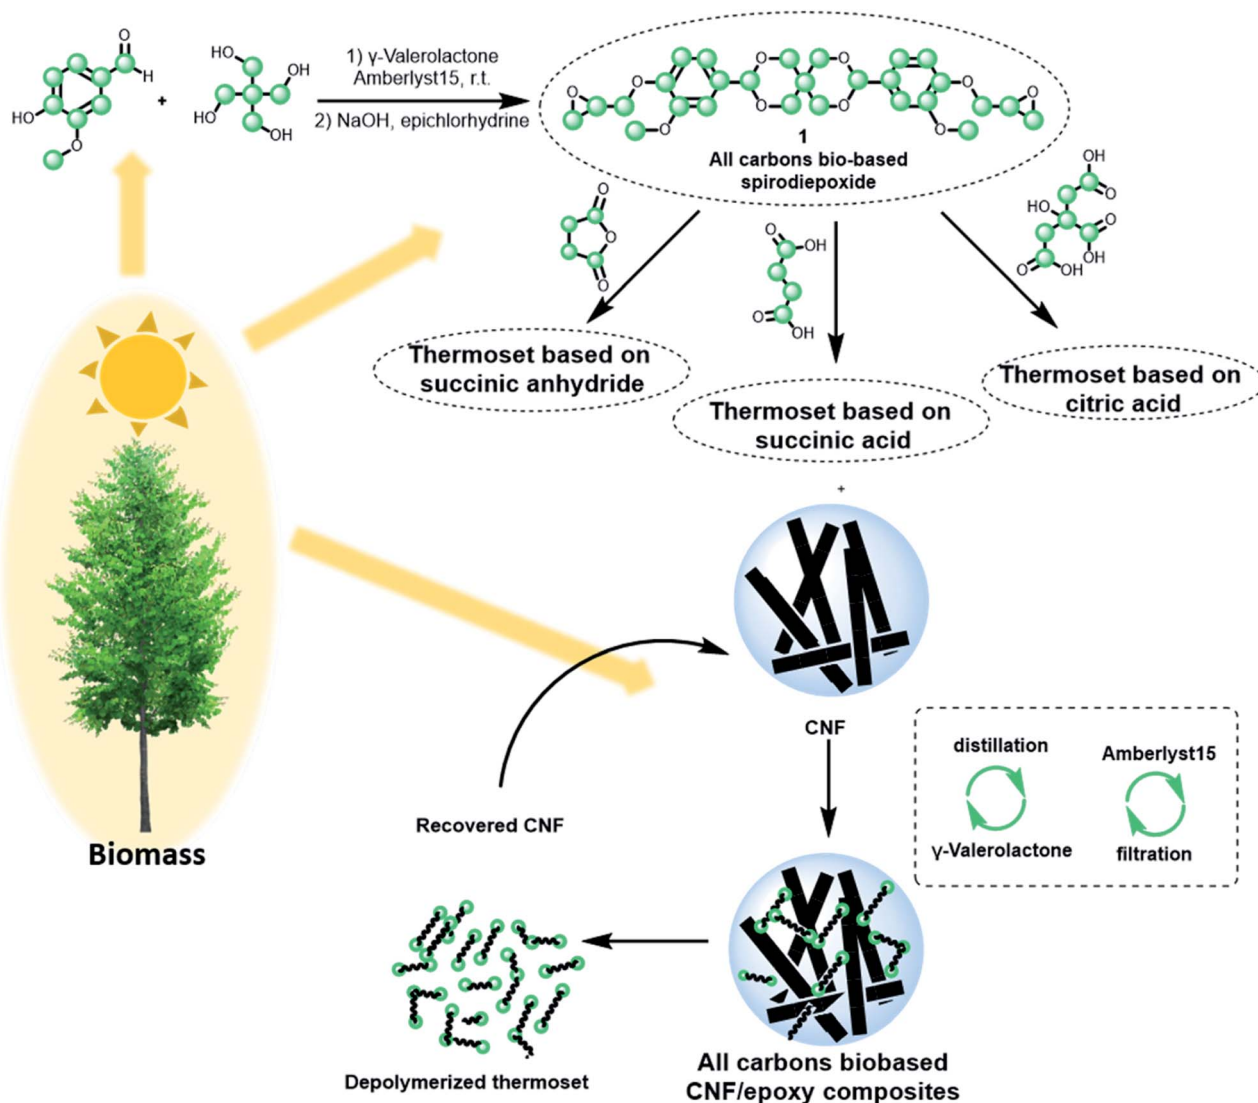 O
H
HO
O
+
HO
OH
HO
OH
1) γ-Valerolactone
Amberlyst15, r.t.
2) NaOH, epichlorhydrine
O
O
O
O
O
O
O
O
O
O
1
All carbons bio-based
spirodiepoxide
O
O
O
O
OH
O
OH
OH
O
HO
O
OH
O
OH
Thermoset based on
succinic anhydride
Thermoset based on
succinic acid
Thermoset based on
citric acid
+
CNF
Recovered CNF
distillation
γ-Valerolactone
Amberlyst15
filtration
Biomass
Depolymerized thermoset
All carbons biobased
CNF/epoxy composites